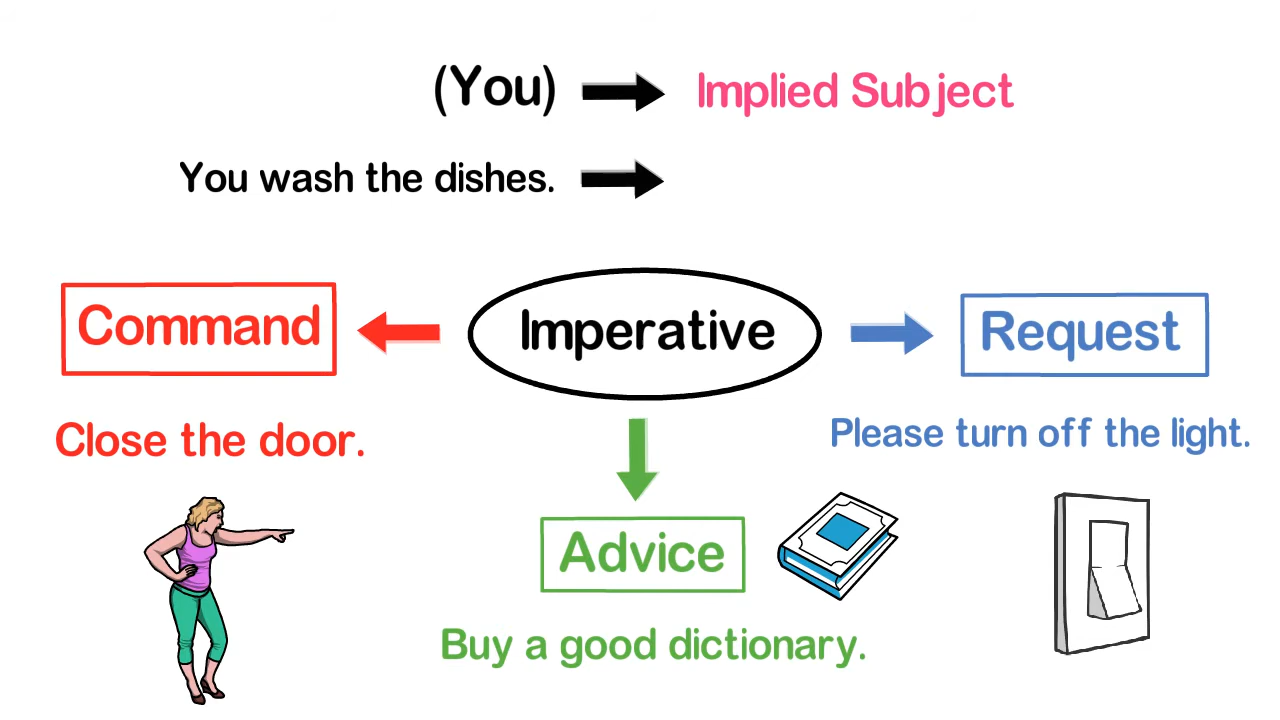 (You) Implied Subject
You wash the dishes.
Command Imperative Request
Close the door. Please turn off the light.
Advice
Buy a good dictionary.